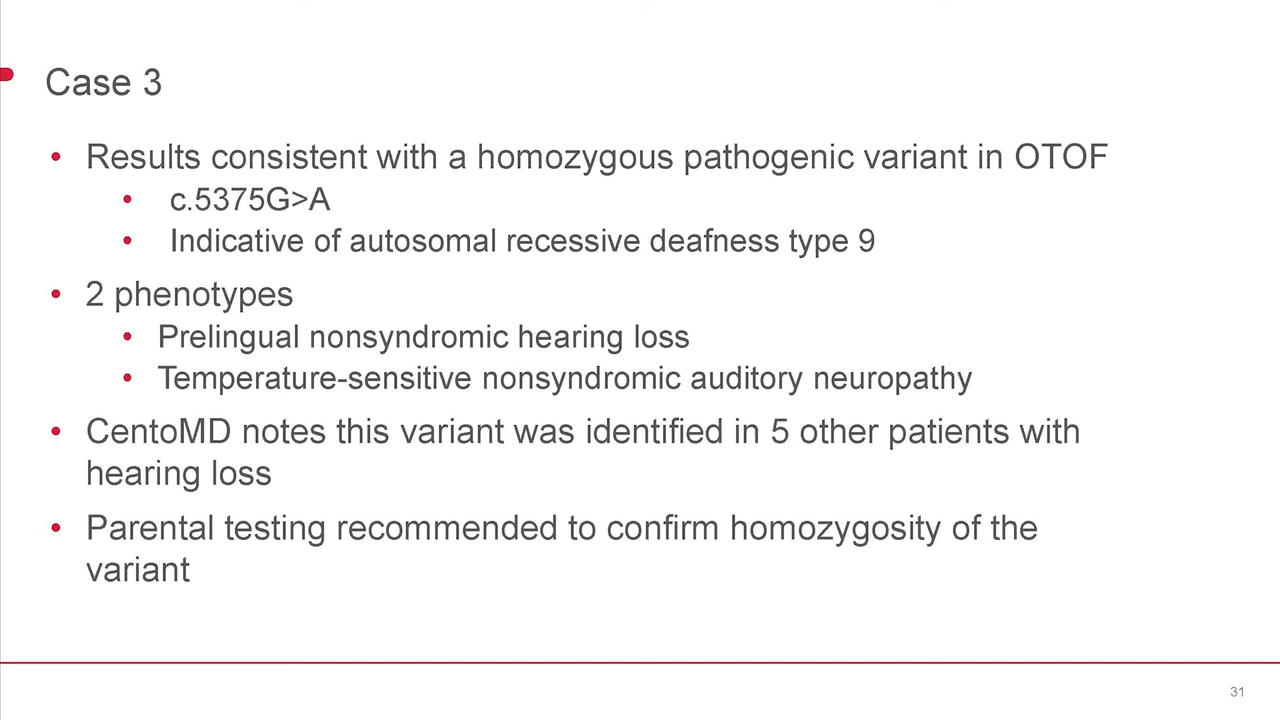 Case 3
• Results consistent with a homozygous pathogenic variant in OTOF
• c.5375G>A
• Indicative of autosomal recessive deafness type 9
• 2 phenotypes
• Prelingual nonsyndromic hearing loss
• Temperature-sensitive nonsyndromic auditory neuropathy
• CentoMD notes this variant was identified in 5 other patients with
hearing loss
• Parental testing recommended to confirm homozygosity of the
variant
31